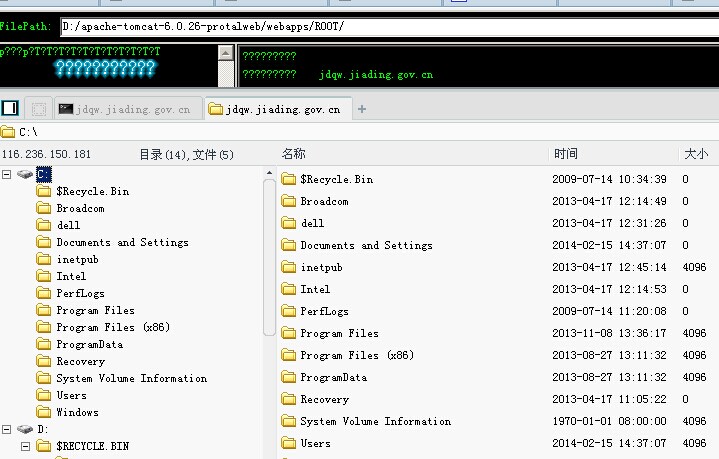 FilePath: D:/apache-tomcat-6.0.26-protalweb/webapps/ROOT/
p???p?T?T?T?T?T?T?T?T?T?T?T?T
???????????
?????????
????????? jdqw.jiading.gov.cn
jdqw.jiading.gov.cn jdqw.jiading.gov.cn +
C:\
116.236.150.181 目录(14),文件(5) 名称 时间 大小
C:
$Recycle.Bin
Broadcom
dell
Documents and Settings
inetpub
Intel
PerfLogs
Program Files
Program Files (x86)
ProgramData
Recovery
System Volume Information
Users
Windows
D:
$RECYCLE.BIN
$Recycle.Bin 2009-07-14 10:34:39 0
Broadcom 2013-04-17 12:14:49 0
dell 2013-04-17 12:31:26 0
Documents and Settings 2014-02-15 14:37:07 0
inetpub 2013-04-17 12:45:14 4096
Intel 2013-04-17 12:14:53 0
PerfLogs 2009-07-14 11:20:08 0
Program Files 2013-11-08 13:36:17 4096
Program Files (x86) 2013-08-27 13:11:32 4096
ProgramData 2013-08-27 13:11:32 4096
Recovery 2013-04-17 11:05:22 0
System Volume Information 1970-01-01 08:00:00 4096
Users 2014-02-15 14:37:07 4096